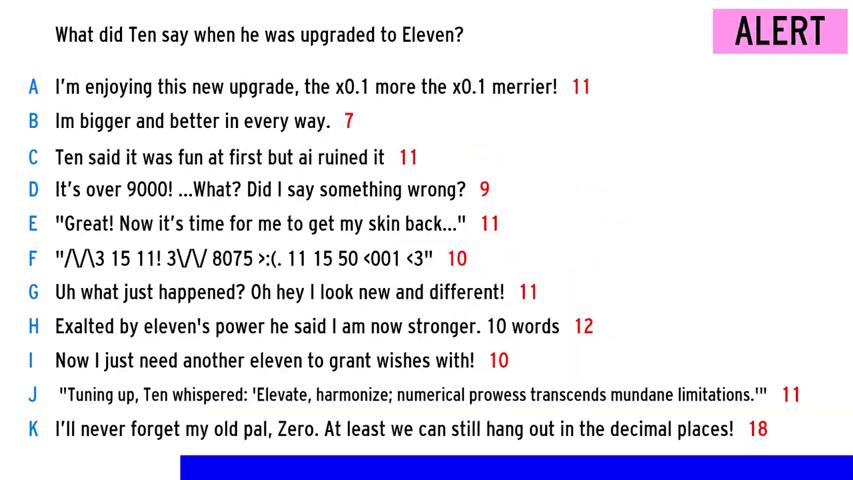 What did Ten say when he was upgraded to Eleven?
ALERT
A I'm enjoying this new upgrade, the x0.1 more the x0.1 merrier! 11
B Im bigger and better in every way. 7
C Ten said it was fun at first but ai ruined it 11
D It's over 9000! ...What? Did I say something wrong? 9
E "Great! Now it's time for me to get my skin back..." 11
F "/\/\3 15 11! 3\/\/ 8075 >:(. 11 15 50 <001 <3" 10
G Uh what just happened? Oh hey I look new and different! 11
H Exalted by eleven's power he said I am now stronger. 10 words 12
I Now I just need another eleven to grant wishes with! 10
J "Tuning up, Ten whispered: 'Elevate, harmonize; numerical prowess transcends mundane limitations.'" 11
K I'll never forget my old pal, Zero. At least we can still hang out in the decimal places! 18